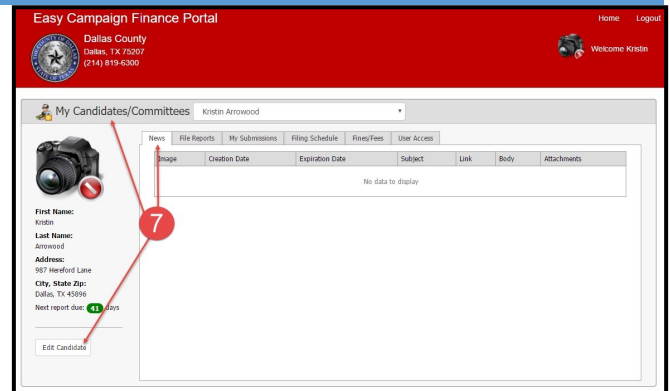 Easy Campaign Finance Portal
Home Logout
Dallas County
Dallas, TX 75207
(214) 819-6300
Welcome Kristin
My Candidates/Committees Kristin Arrowood
News File Reports My Submissions Filing Schedule Fines/Fees User Access
Image Creation Date Expiration Date Subject Link Body Attachments
No data to display
First Name:
Kristin
Last Name:
Arrowood
7
Address:
987 Hereford Lane
City, State Zip:
Dallas, TX 45896
Next report due: 41 days
Edit Candidate